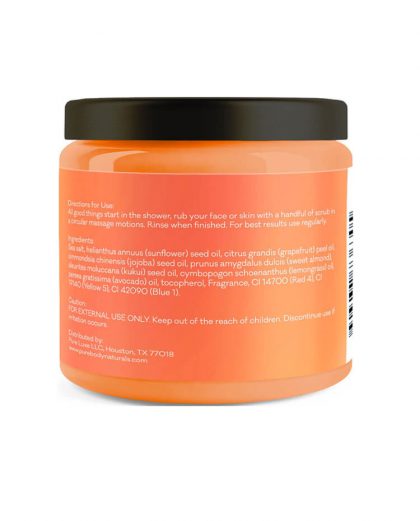 Directions for Use:
All good things start in the shower, rub your face or skin with a handful of scrub in
a circular massage motions. Rinse when finished. For best results use regularly.
Ingredients
Sea salt, helianthus annuus (sunflower) seed oil, citrus grandis (grapefruit) peel oil,
simmondsia chinensis (jojoba) seed oil, prunus amygdalus dulcis (sweet almond),
aleurites moluccana (kukui) seed oil, cymbopogon schoenanthus (lemongrass) oil,
persea gratissima (avocado) oil, tocopherol, Fragrance, CI 14700 (Red 4), CI
19140 (Yellow 5), CI 42090 (Blue 1).
Caution:
FOR EXTERNAL USE ONLY. Keep out of the reach of children. Discontinue use if
irritation occurs.
Distributed by:
Pure Luxe LLC, Houston, TX 77018
www.purebodynaturals.com